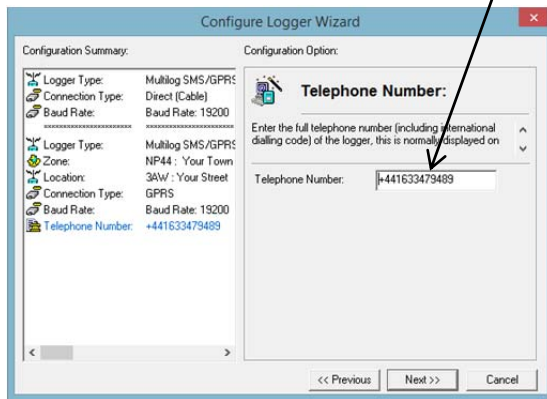 Configure Logger Wizard
Configuration Summary:
Logger Type: Multilog SMS/GPRS
Connection Type: Direct (Cable)
Baud Rate: Baud Rate: 19200
Logger Type: Multilog SMS/GPRS
Zone: NP44 : Your Town
Location: 3AW : Your Street
Connection Type: GPRS
Baud Rate: Baud Rate: 19200
Telephone Number: +441633479489
Configuration Option:
Telephone Number:
Enter the full telephone number (including international
dialling code) of the logger, this is normally displayed on
Telephone Number: +441633479489
<< Previous Next >> Cancel